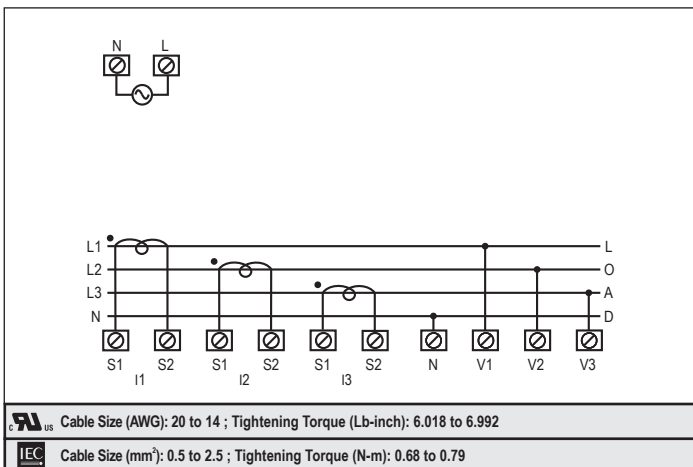 N L
L1 L
L2 O
L3 A
N D
S1 S2 S1 S2 S1 S2 N V1 V2 V3
I1 I2 I3
c RU us Cable Size (AWG): 20 to 14 ; Tightening Torque (Lb-inch): 6.018 to 6.992
IEC Cable Size (mm²): 0.5 to 2.5 ; Tightening Torque (N-m): 0.68 to 0.79